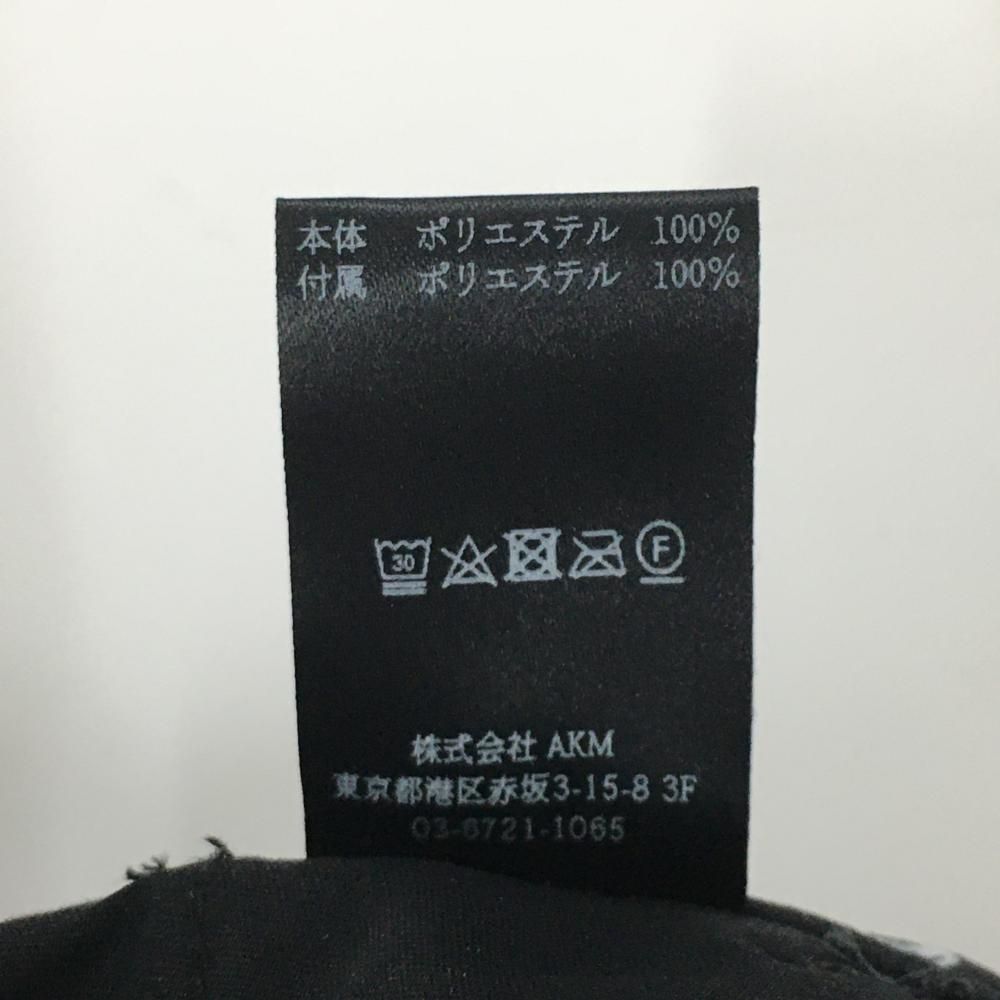 本体 ポリエステル 100%
付属 ポリエステル 100%
30 F
株式会社 AKM
東京都港区赤坂3-15-8 3F
03-6721-1065